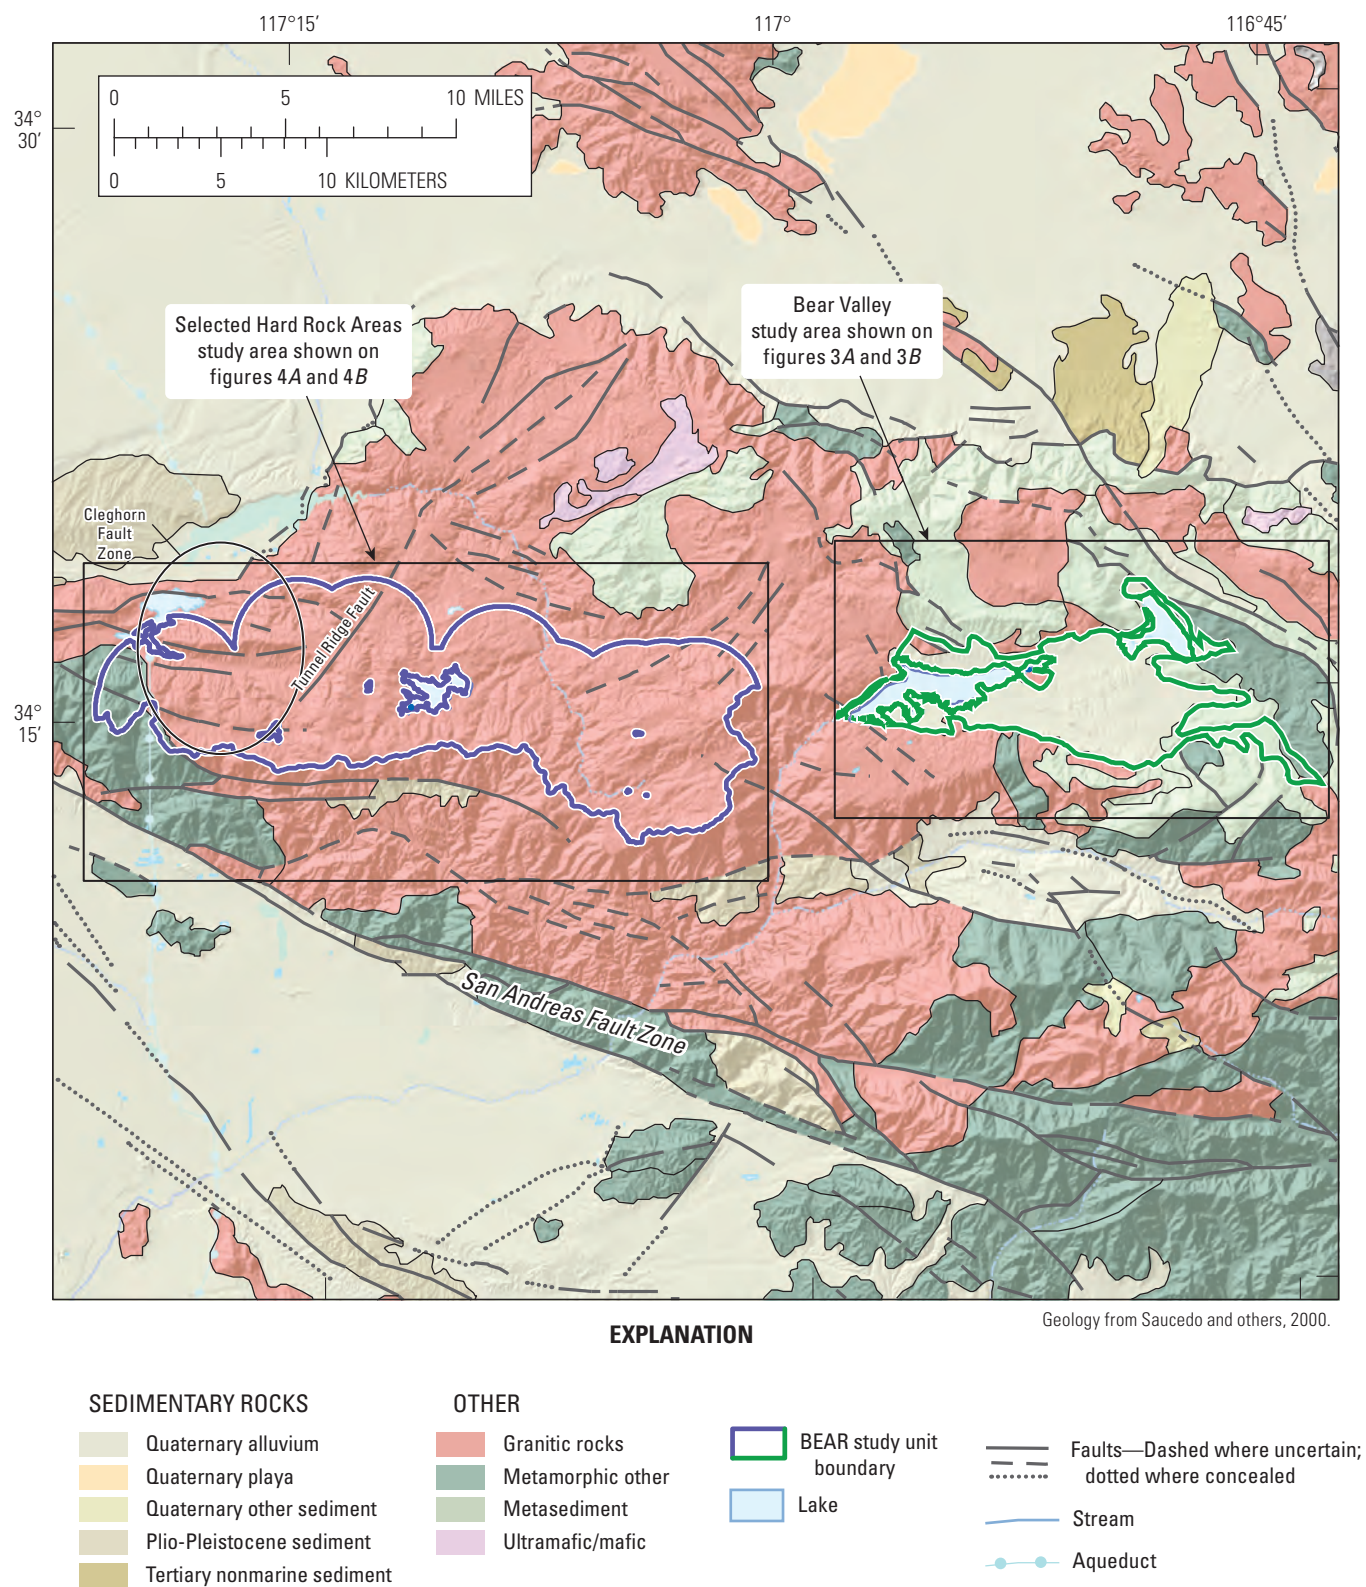 117°15′
117°
116°45′
34°
30′
0
5
10 MILES
0
5
10 KILOMETERS
Selected Hard Rock Areas
study area shown on
figures 4A and 4B
Bear Valley
study area shown on
figures 3A and 3B
Cleghorn
Fault
Zone
Tunnel Ridge Fault
34°
15′
San Andreas Fault Zone
Geology from Saucedo and others, 2000.
EXPLANATION
SEDIMENTARY ROCKS
Quaternary alluvium
Quaternary playa
Quaternary other sediment
Plio-Pleistocene sediment
Tertiary nonmarine sediment
OTHER
Granitic rocks
Metamorphic other
Metasediment
Ultramafic/mafic
BEAR study unit
boundary
Lake
Faults—Dashed where uncertain;
dotted where concealed
Stream
Aqueduct